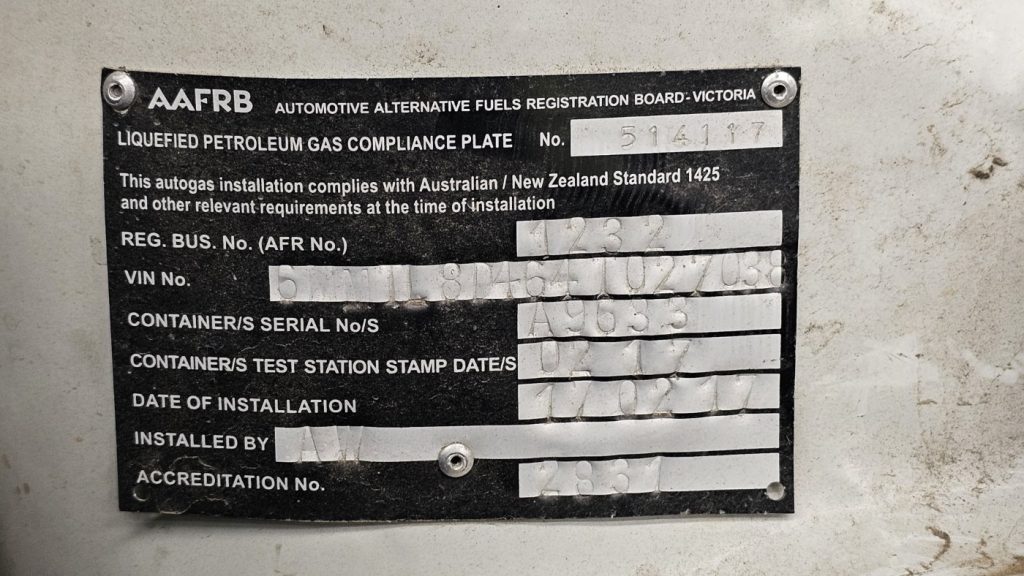 AAFRB AUTOMOTIVE ALTERNATIVE FUELS REGISTRATION BOARD-VICTORIA
LIQUEFIED PETROLEUM GAS COMPLIANCE PLATE No. 514117
This autogas installation complies with Australian / New Zealand Standard 1425
and other relevant requirements at the time of installation
REG. BUS. No. (AFR No.) 1232
VIN No.
CONTAINER/S SERIAL No/S A9633
CONTAINER/S TEST STATION STAMP DATE/S 02 17
DATE OF INSTALLATION 17 02 17
INSTALLED BY AW
ACCREDITATION No. 2831